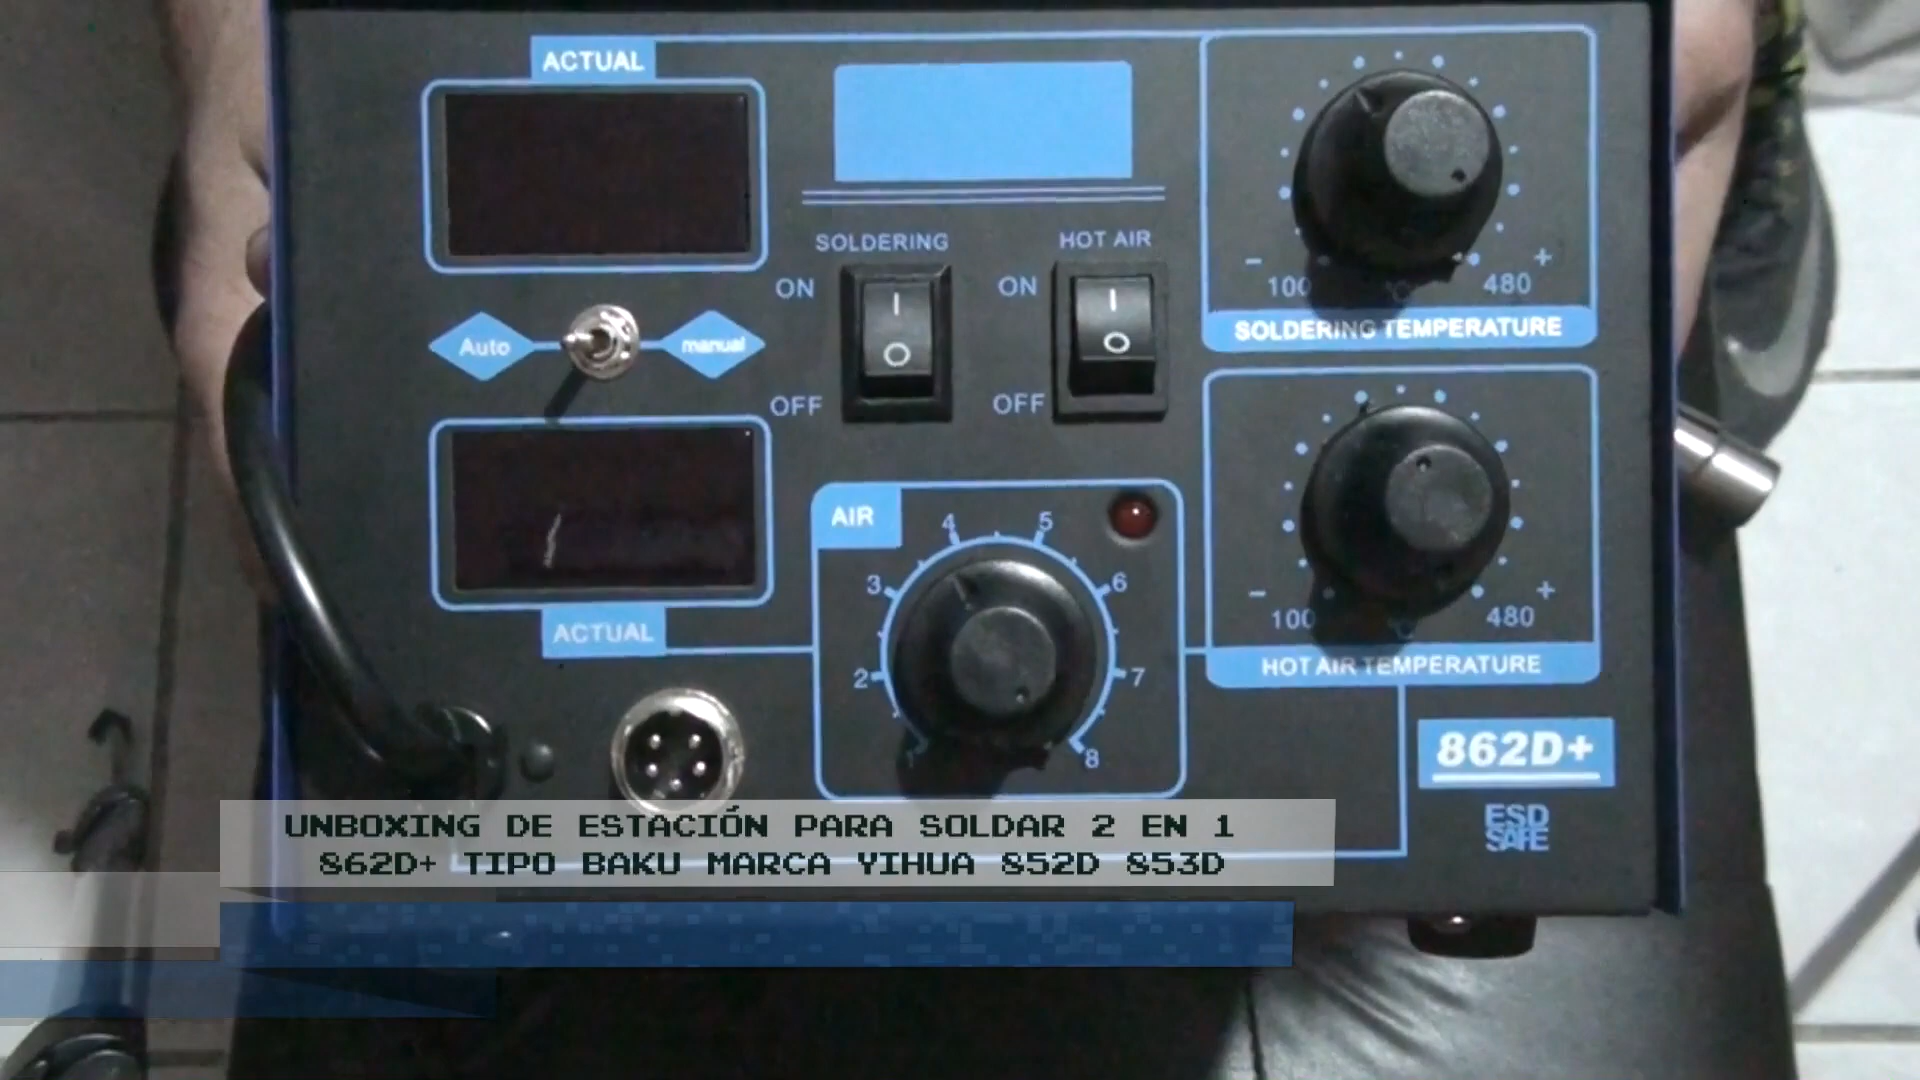 ACTUAL
SOLDERING
HOT AIR
ON
ON
OFF
OFF
Auto
manual
- 100 °C 480 +
SOLDERING TEMPERATURE
AIR
1 2 3 4 5 6 7 8
- 100 °C 480 +
HOT AIR TEMPERATURE
ACTUAL
862D+
ESD
SAFE
UNBOXING DE ESTACIÓN PARA SOLDAR 2 EN 1
862D+ TIPO BAKU MARCA YIHUA 852D 853D